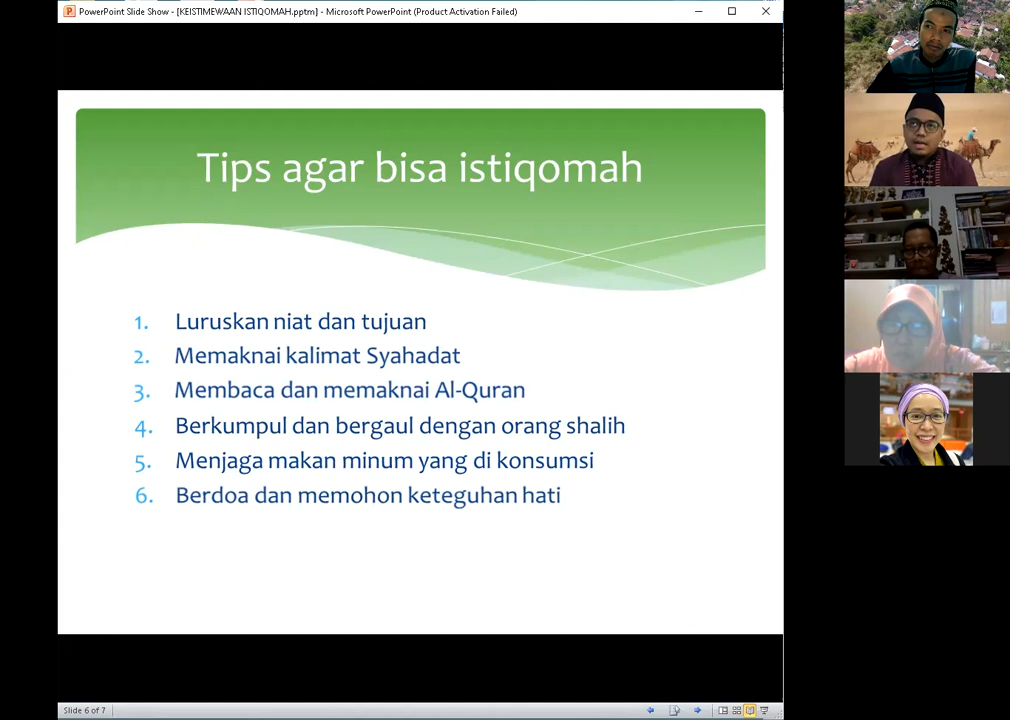 PowerPoint Slide Show - [KEISTIMEWAAN ISTIQOMAH.pptm] - Microsoft PowerPoint (Product Activation Failed)
Tips agar bisa istiqomah
1. Luruskan niat dan tujuan
2. Memaknai kalimat Syahadat
3. Membaca dan memaknai Al-Quran
4. Berkumpul dan bergaul dengan orang shalih
5. Menjaga makan minum yang di konsumsi
6. Berdoa dan memohon keteguhan hati
Slide 6 of 7